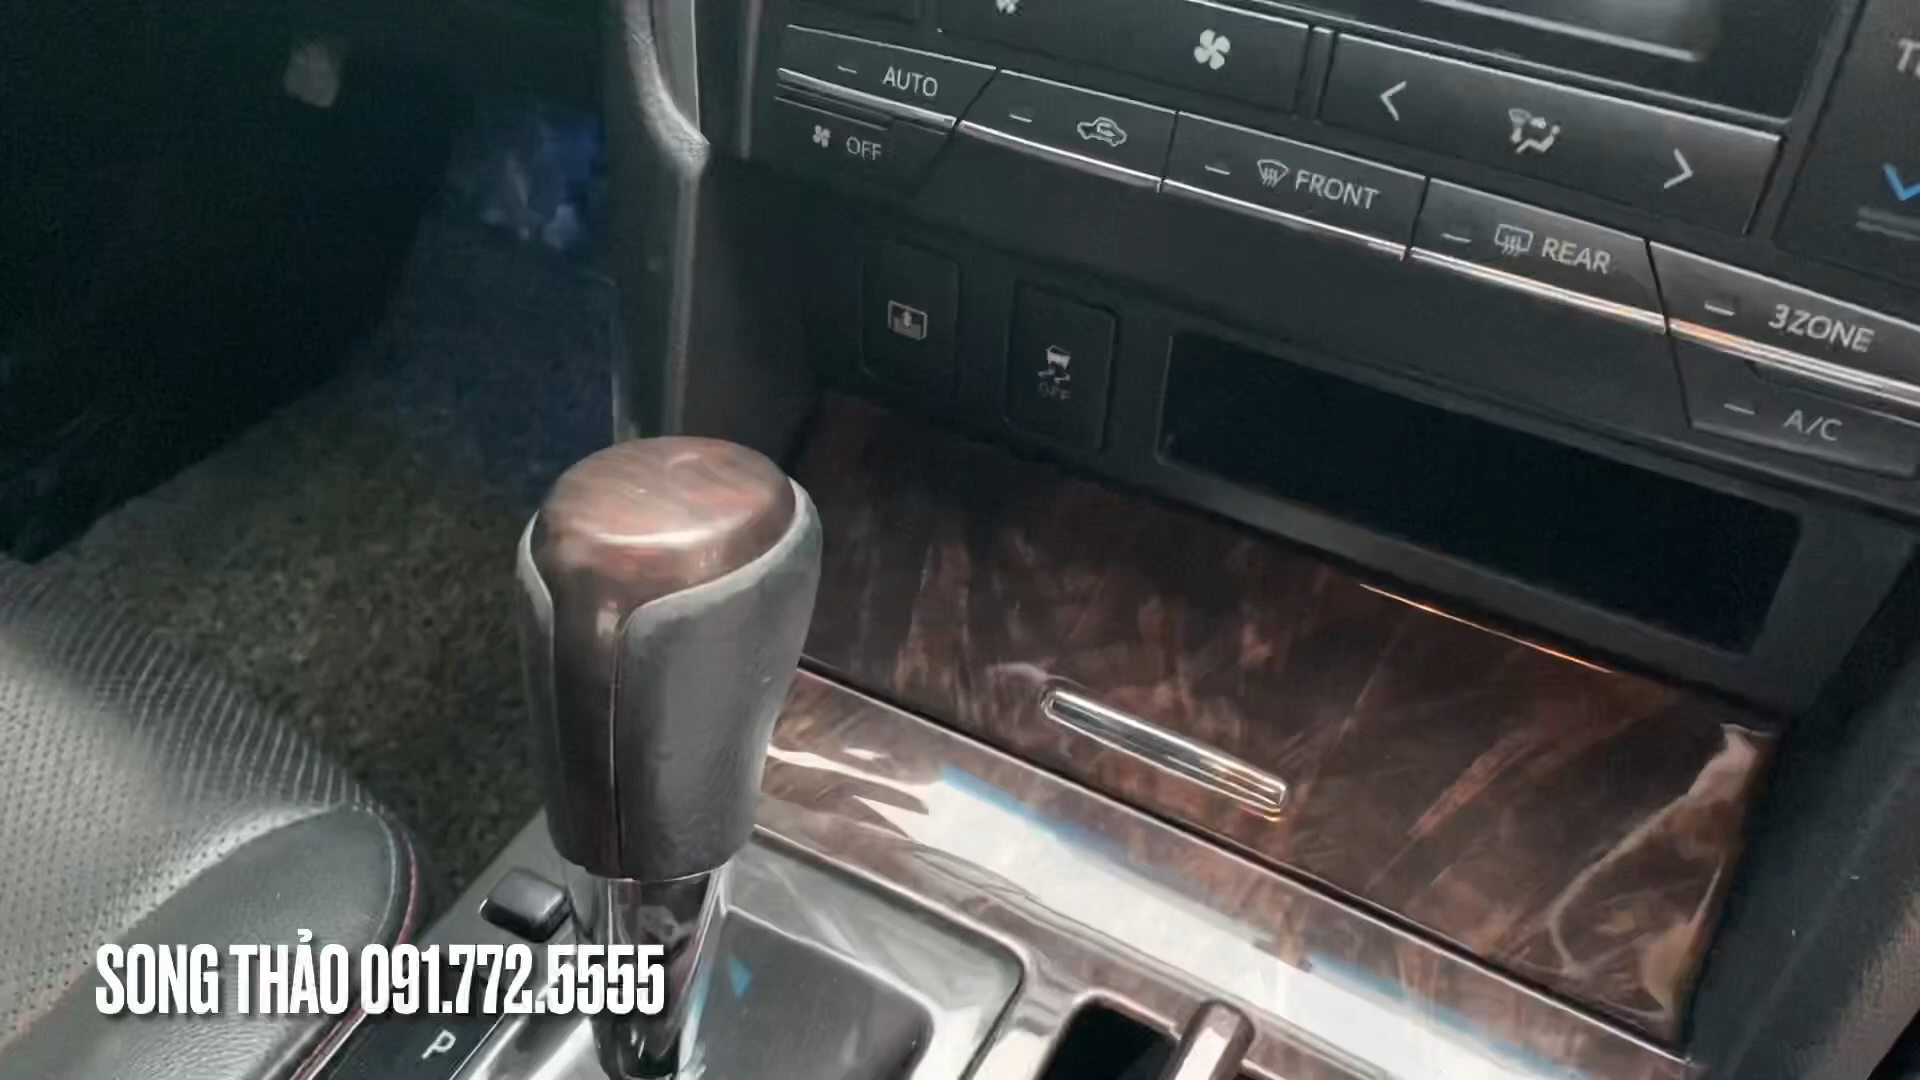 AUTO
OFF
FRONT
REAR
3ZONE
A/C
OFF
SONG THẢO 091.772.5555
P